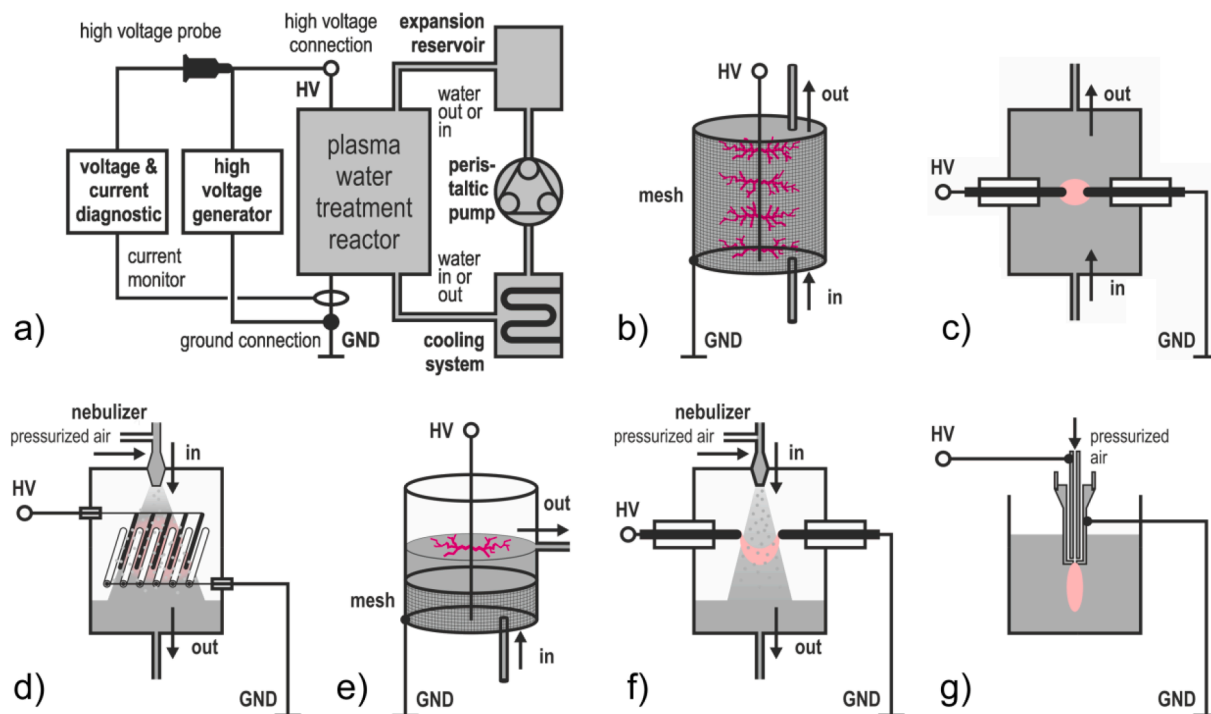 high voltage probe
high voltage
connection
HV
expansion
reservoir
water
out or
in
voltage &
current
diagnostic
high
voltage
generator
plasma
water
treatment
reactor
peris-
taltic
pump
current
monitor
water
in or
out
ground connection
GND
cooling
system
a)
HV
out
mesh
in
GND
b)
HV
out
in
GND
c)
nebulizer
pressurized air
in
HV
out
GND
d)
HV
out
mesh
in
GND
e)
nebulizer
pressurized air
in
HV
out
GND
f)
HV
pressurized
air
GND
g)